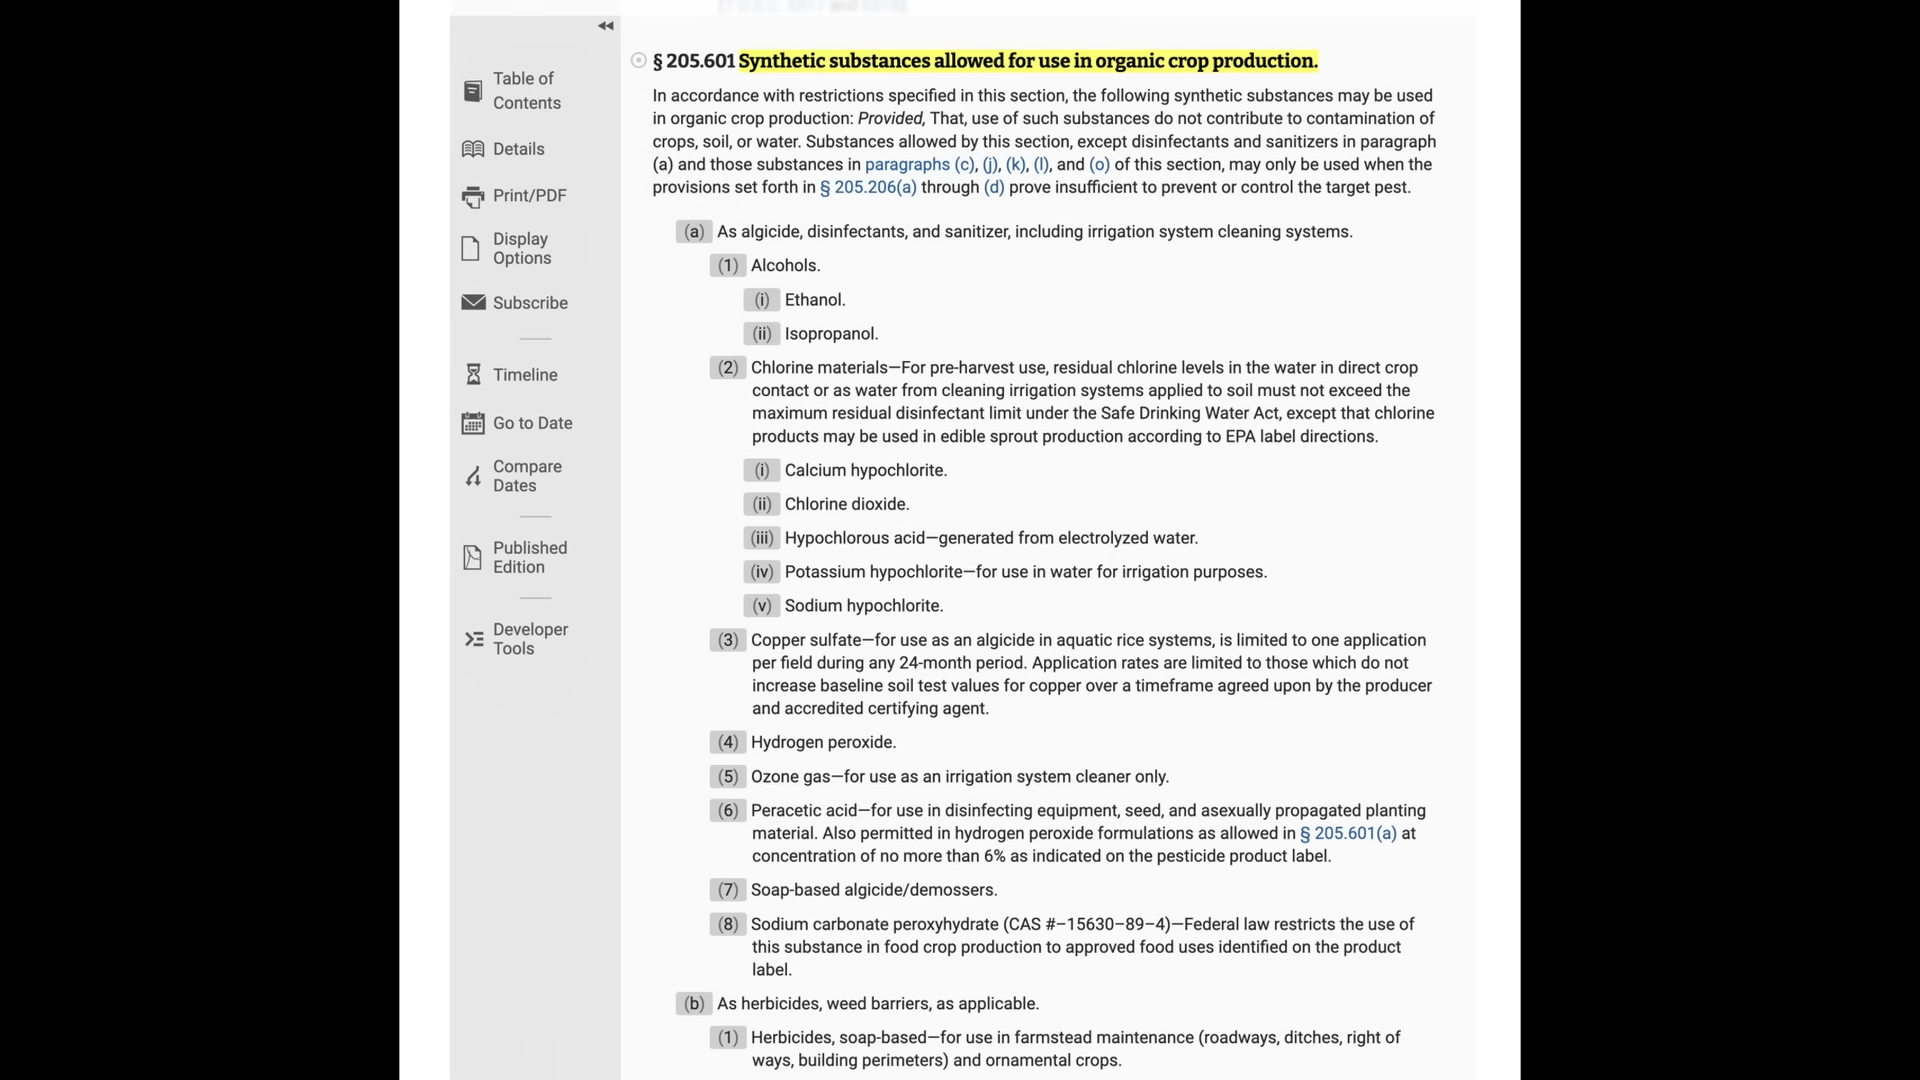 Table of
Contents
Details
Print/PDF
Display
Options
Subscribe
Timeline
Go to Date
Compare
Dates
Published
Edition
Developer
Tools
§ 205.601 Synthetic substances allowed for use in organic crop production.
In accordance with restrictions specified in this section, the following synthetic substances may be used
in organic crop production: Provided, That, use of such substances do not contribute to contamination of
crops, soil, or water. Substances allowed by this section, except disinfectants and sanitizers in paragraph
(a) and those substances in paragraphs (c), (j), (k), (l), and (o) of this section, may only be used when the
provisions set forth in § 205.206(a) through (d) prove insufficient to prevent or control the target pest.
(a) As algicide, disinfectants, and sanitizer, including irrigation system cleaning systems.
(1) Alcohols.
(i) Ethanol.
(ii) Isopropanol.
(2) Chlorine materials—For pre-harvest use, residual chlorine levels in the water in direct crop
contact or as water from cleaning irrigation systems applied to soil must not exceed the
maximum residual disinfectant limit under the Safe Drinking Water Act, except that chlorine
products may be used in edible sprout production according to EPA label directions.
(i) Calcium hypochlorite.
(ii) Chlorine dioxide.
(iii) Hypochlorous acid—generated from electrolyzed water.
(iv) Potassium hypochlorite—for use in water for irrigation purposes.
(v) Sodium hypochlorite.
(3) Copper sulfate—for use as an algicide in aquatic rice systems, is limited to one application
per field during any 24-month period. Application rates are limited to those which do not
increase baseline soil test values for copper over a timeframe agreed upon by the producer
and accredited certifying agent.
(4) Hydrogen peroxide.
(5) Ozone gas—for use as an irrigation system cleaner only.
(6) Peracetic acid—for use in disinfecting equipment, seed, and asexually propagated planting
material. Also permitted in hydrogen peroxide formulations as allowed in § 205.601(a) at
concentration of no more than 6% as indicated on the pesticide product label.
(7) Soap-based algicide/demossers.
(8) Sodium carbonate peroxyhydrate (CAS #–15630–89–4)—Federal law restricts the use of
this substance in food crop production to approved food uses identified on the product
label.
(b) As herbicides, weed barriers, as applicable.
(1) Herbicides, soap-based—for use in farmstead maintenance (roadways, ditches, right of
ways, building perimeters) and ornamental crops.